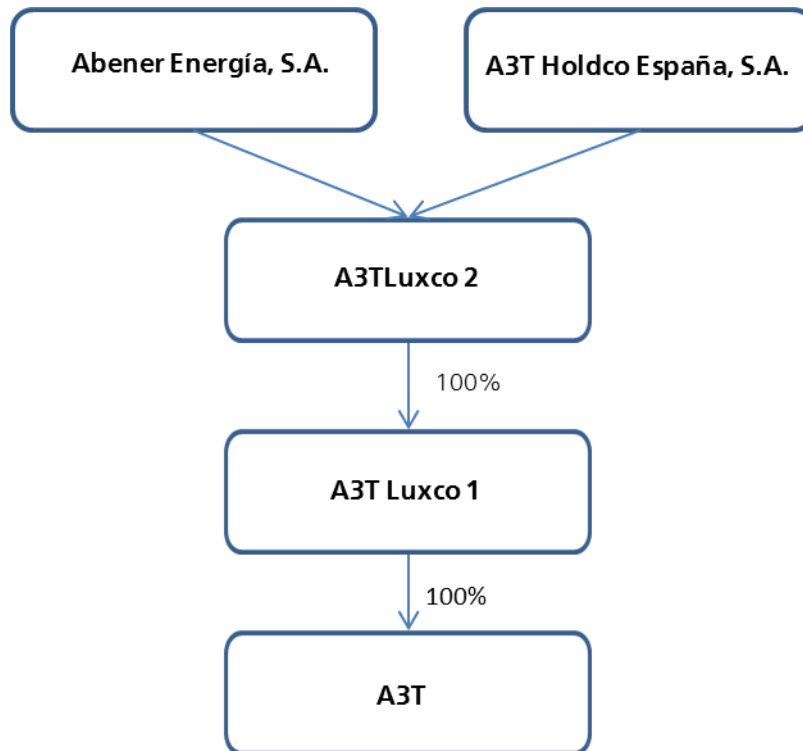 Abener Energía, S.A.
A3T Holdco España, S.A.
A3TLuxco 2
100%
A3T Luxco 1
100%
A3T